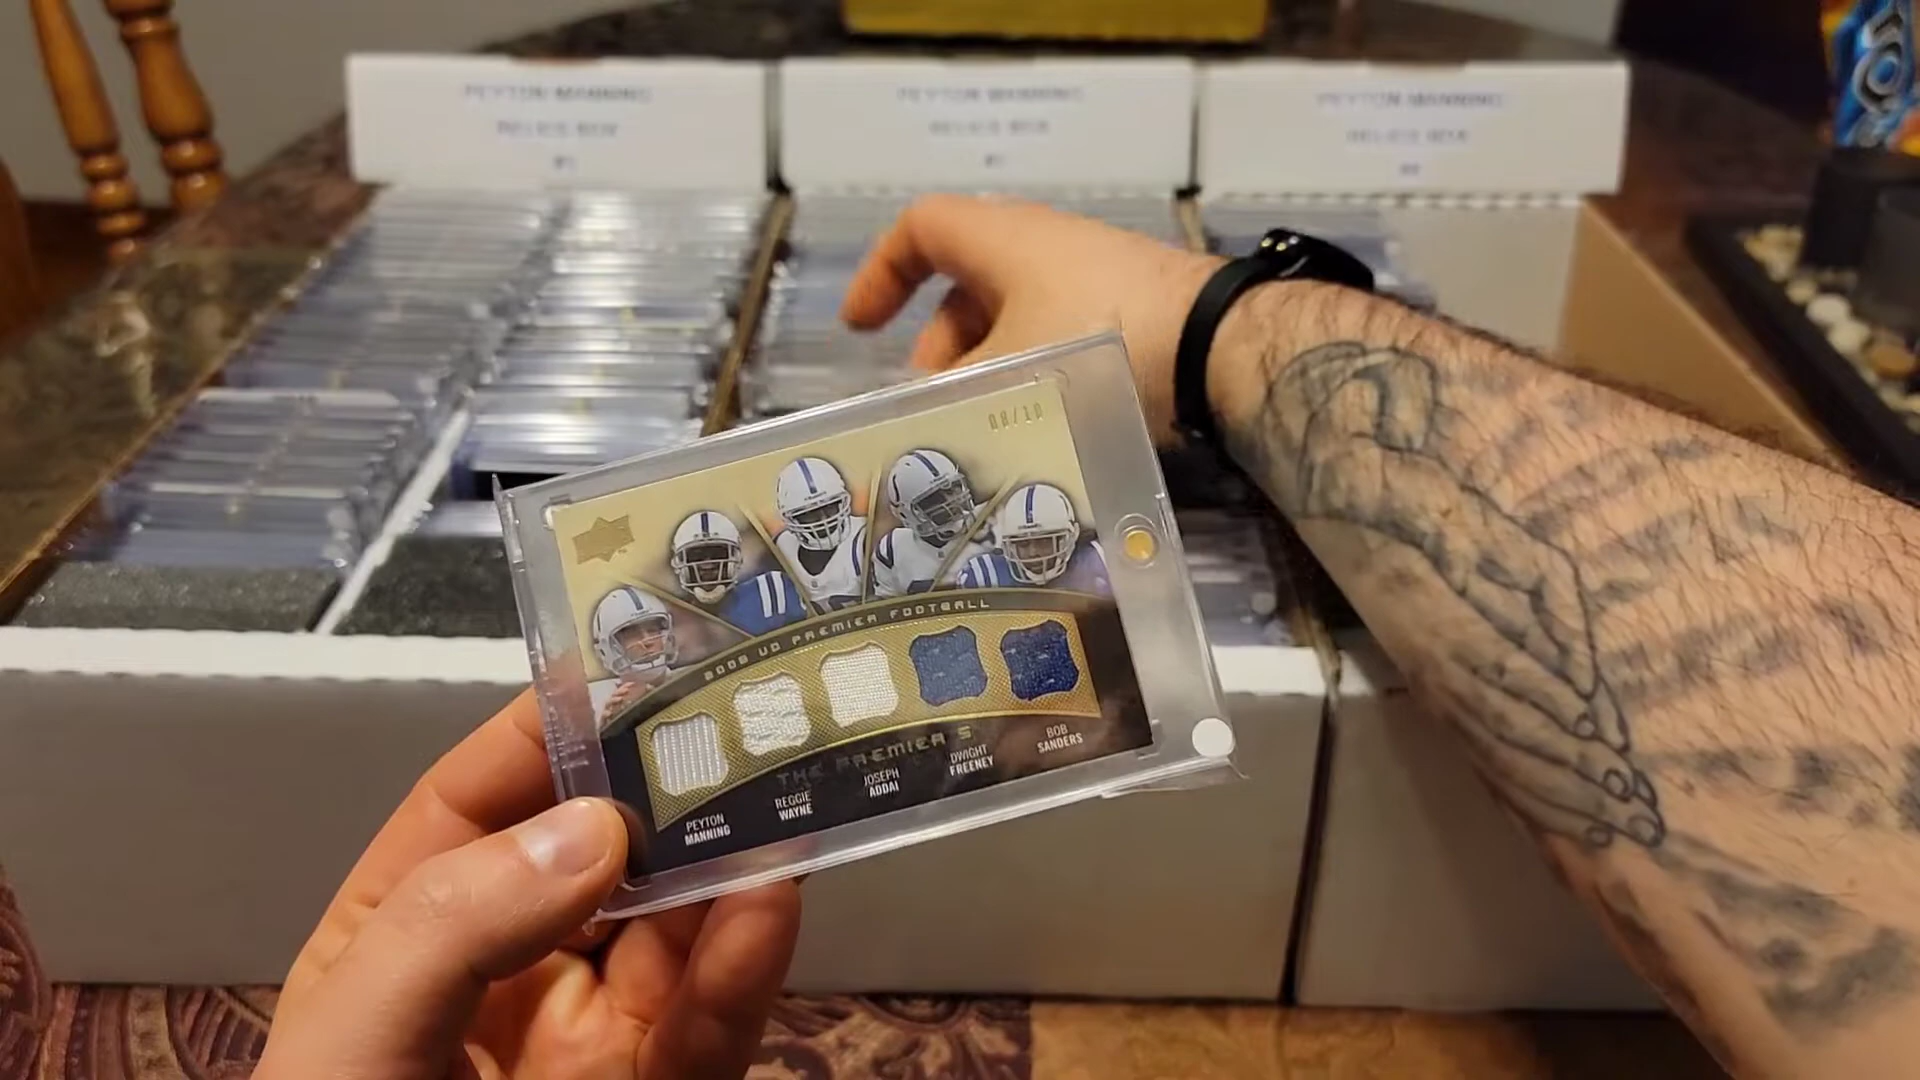 PEYTON MANNING
RELICS BOX
PEYTON MANNING
RELICS BOX
PEYTON MANNING
RELICS BOX
08/10
2008 UD PREMIER FOOTBALL
THE PREMIER 5
PEYTON
MANNING
REGGIE
WAYNE
JOSEPH
ADDAI
DWIGHT
FREENEY
BOB
SANDERS